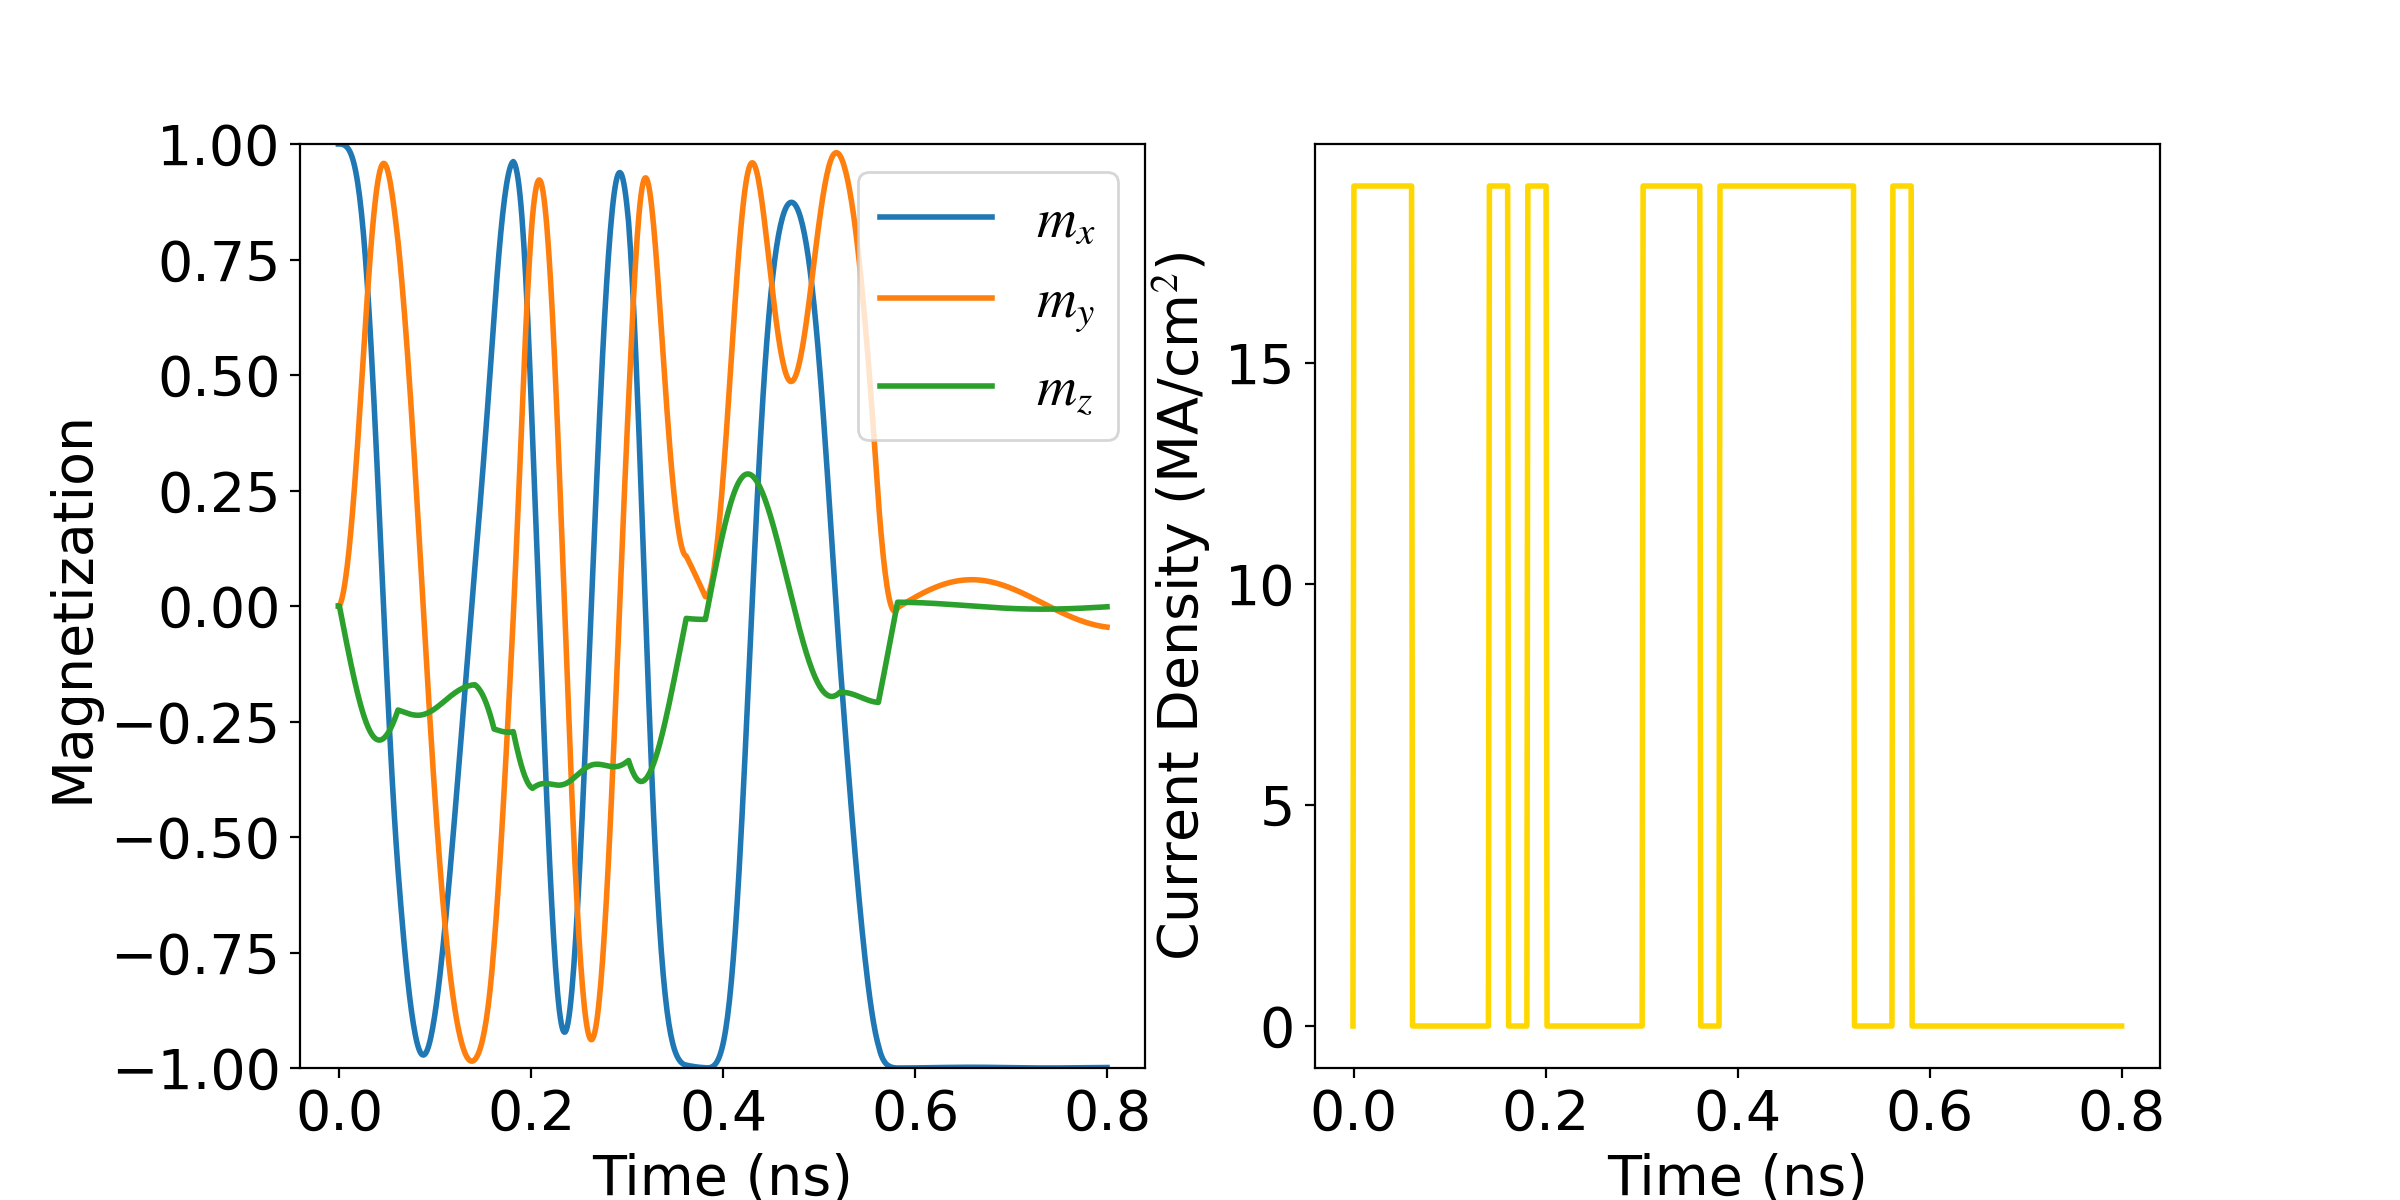 Magnetization
1.00
0.75
0.50
0.25
0.00
−0.25
−0.50
−0.75
−1.00
0.0 0.2 0.4 0.6 0.8
Time (ns)
m_x
m_y
m_z
Current Density (MA/cm²)
15
10
5
0
0.0 0.2 0.4 0.6 0.8
Time (ns)